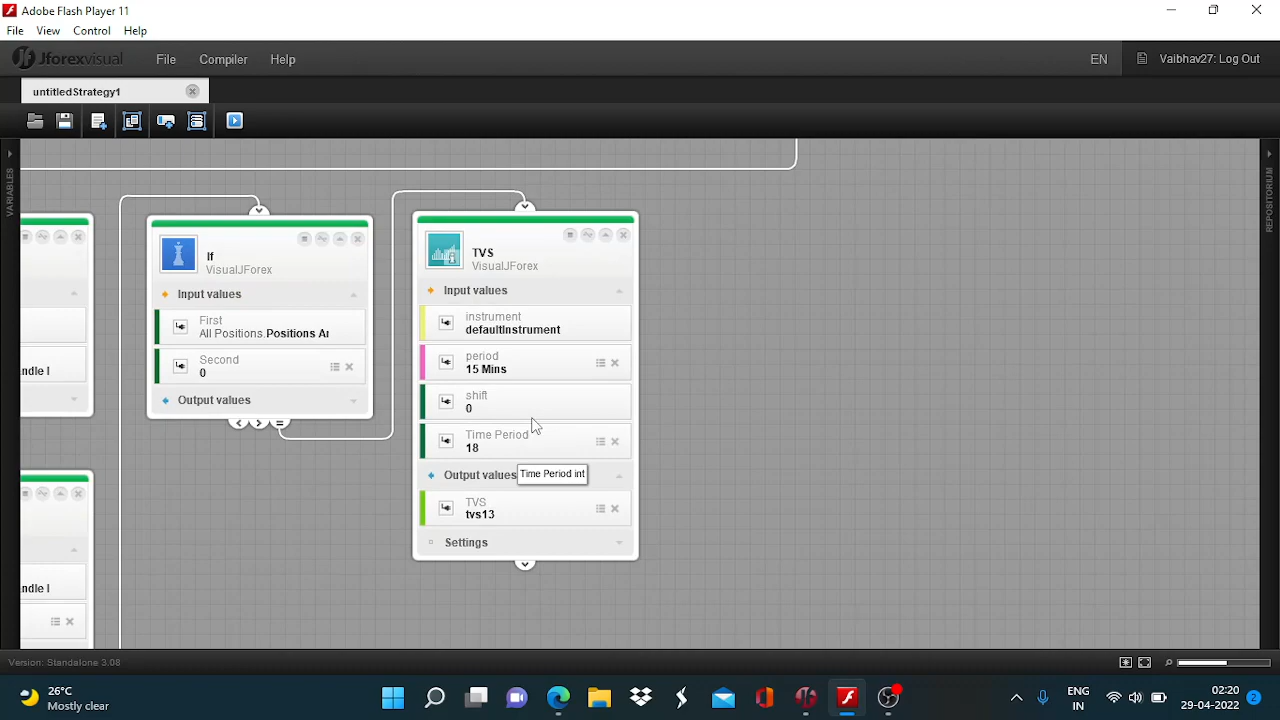 Adobe Flash Player 11
File View Control Help
Jforexvisual File Compiler Help EN Vaibhav27: Log Out
untitledStrategy1
VARIABLES
REPOSITORIUM
ndle I
ndle I
If
VisualJForex
Input values
First
All Positions.Positions Ar
Second
0
Output values
TVS
VisualJForex
Input values
instrument
defaultInstrument
period
15 Mins
shift
0
Time Period
18
Output values
Time Period int
TVS
tvs13
Settings
Version: Standalone 3.08
26°C
Mostly clear
ENG
IN
02:20
29-04-2022
2